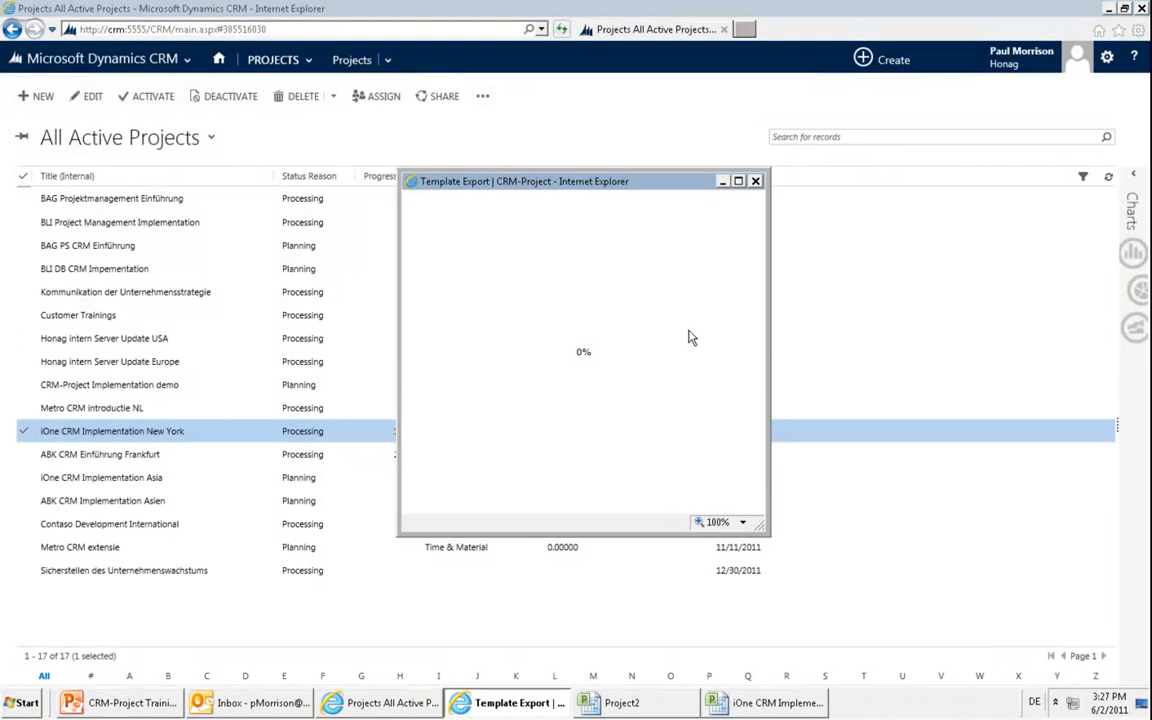 Projects All Active Projects - Microsoft Dynamics CRM - Internet Explorer
http://crm:5555/CRM/main.aspx#305516030
Projects All Active Projects...
Microsoft Dynamics CRM
PROJECTS
Projects
Create
Paul Morrison
Honag
?
NEW
EDIT
ACTIVATE
DEACTIVATE
DELETE
ASSIGN
SHARE
All Active Projects
Search for records
Title (Internal) Status Reason Progres
BAG Projektmanagement Einführung Processing
BLI Project Management Implementation Processing
BAG PS CRM Einführung Planning
BLI DB CRM Impementation Planning
Kommunikation der Unternehmensstrategie Processing
Customer Trainings Processing
Honag intern Server Update USA Processing
Honag intern Server Update Europe Processing
CRM-Project Implementation demo Planning
Metro CRM introductie NL Processing
iOne CRM Implementation New York Processing
ABK CRM Einführung Frankfurt Processing
iOne CRM Implementation Asia Planning
ABK CRM Implementation Asien Planning
Contaso Development International Processing
Metro CRM extensie Planning Time & Material 0.00000 11/11/2011
Sicherstellen des Unternehmenswachstums Processing 12/30/2011
Template Export | CRM-Project - Internet Explorer
0%
100%
Charts
1 - 17 of 17 (1 selected)
Page 1
All # A B C D E F G H I J K L M N O P Q R S T U V W X Y Z
Start
CRM-Project Traini...
Inbox - pMorrison@...
Projects All Active P...
Template Export | ...
Project2
iOne CRM Impleme...
DE
3:27 PM
6/2/2011